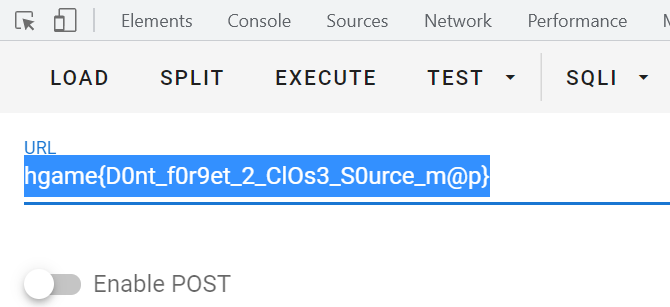 Elements Console Sources Network Performance
LOAD SPLIT EXECUTE TEST SQLI
URL
hgame{D0nt_f0r9et_2_ClOs3_S0urce_m@p}
Enable POST